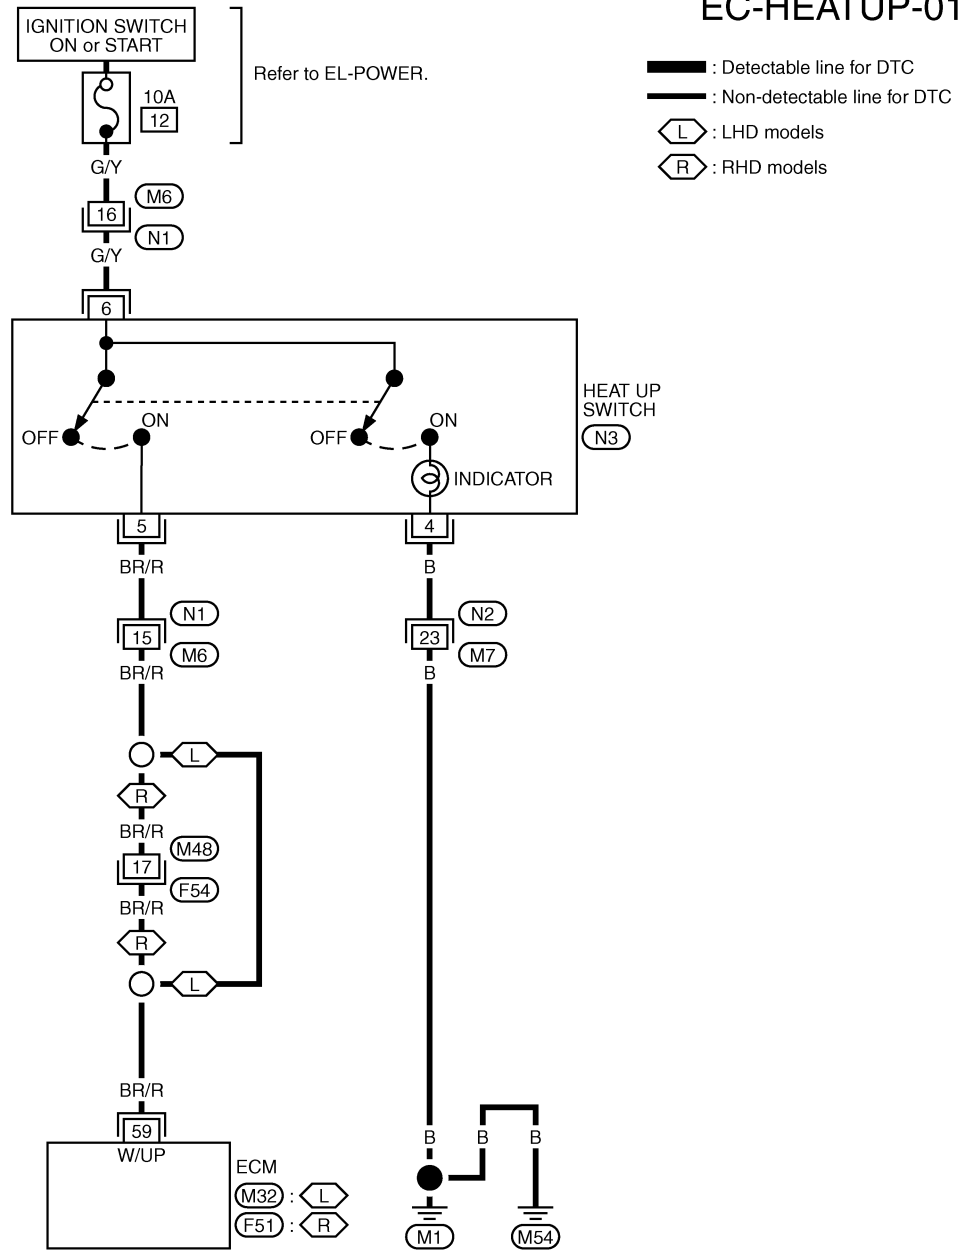 EC-HEATUP-01
IGNITION SWITCH
ON or START
Refer to EL-POWER.
10A
12
: Detectable line for DTC
: Non-detectable line for DTC
L : LHD models
R : RHD models
G/Y
M6
16
N1
G/Y
6
HEAT UP
SWITCH
N3
OFF
ON
OFF
ON
INDICATOR
5
4
BR/R
B
N1
N2
15
23
M6
M7
BR/R
B
L
R
BR/R
M48
17
F54
BR/R
R
L
BR/R
59
W/UP
ECM
M32 : L
F51 : R
B
B
B
M1
M54